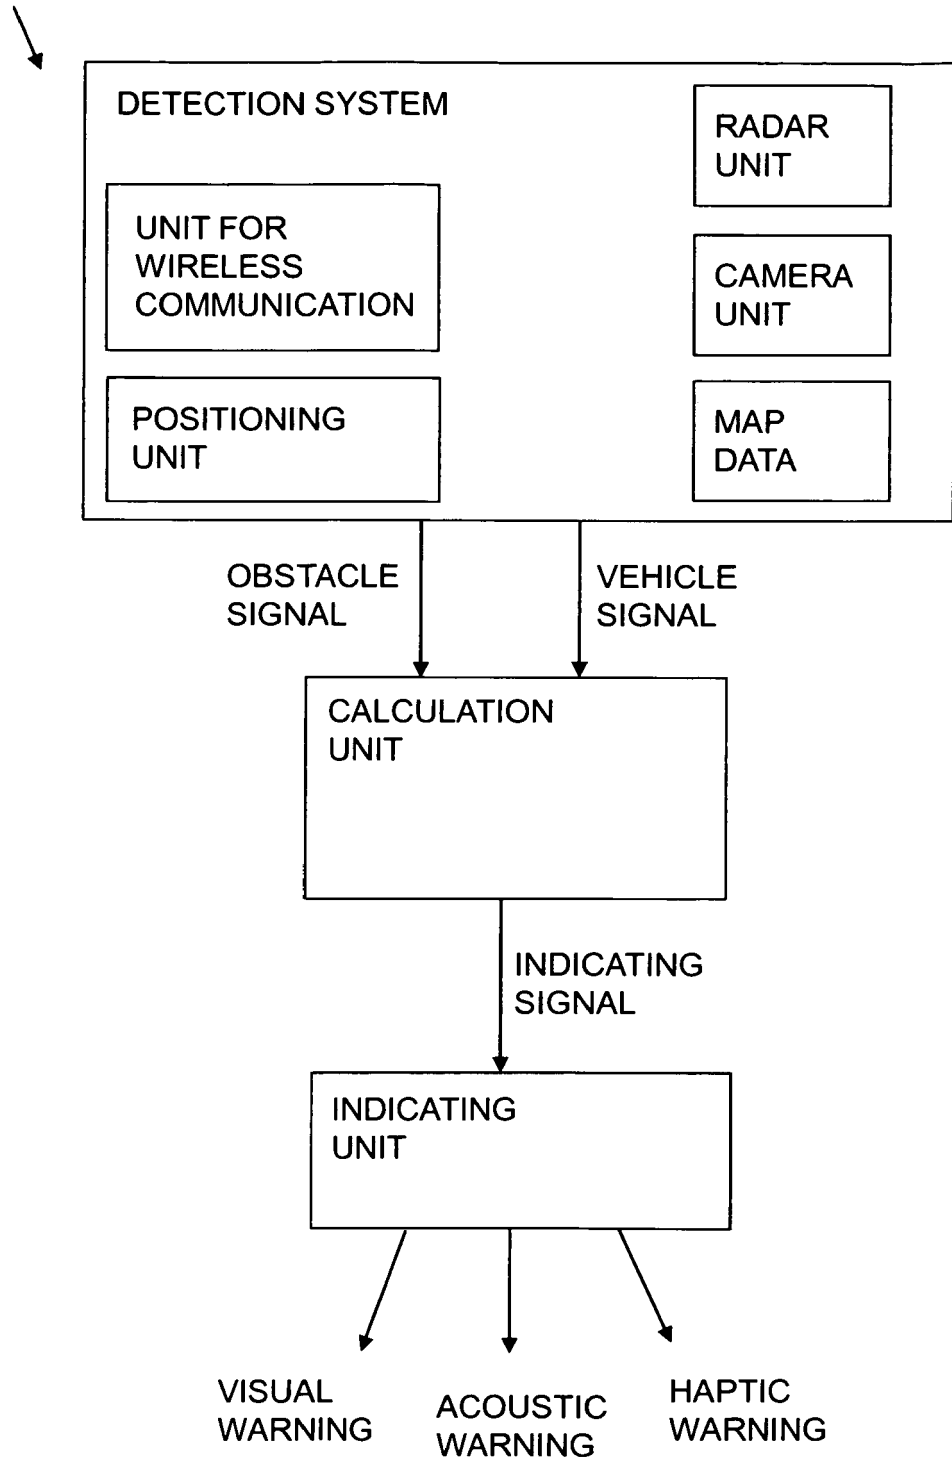 DETECTION SYSTEM
RADAR
UNIT
UNIT FOR
WIRELESS
COMMUNICATION
CAMERA
UNIT
POSITIONING
UNIT
MAP
DATA
OBSTACLE
SIGNAL
VEHICLE
SIGNAL
CALCULATION
UNIT
INDICATING
SIGNAL
INDICATING
UNIT
VISUAL
WARNING
ACOUSTIC
WARNING
HAPTIC
WARNING